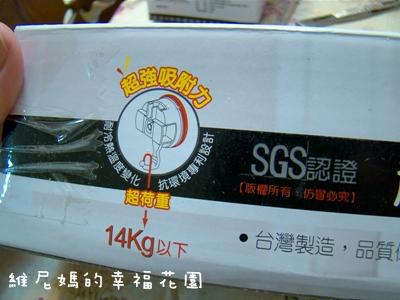 超強吸附力
耐冷熱溫度變化 抗環境專利設計
超荷重
14Kg以下
SGS認證
【版權所有．仿冒必究】
• 台灣製造，品質
維尼媽的幸福花園